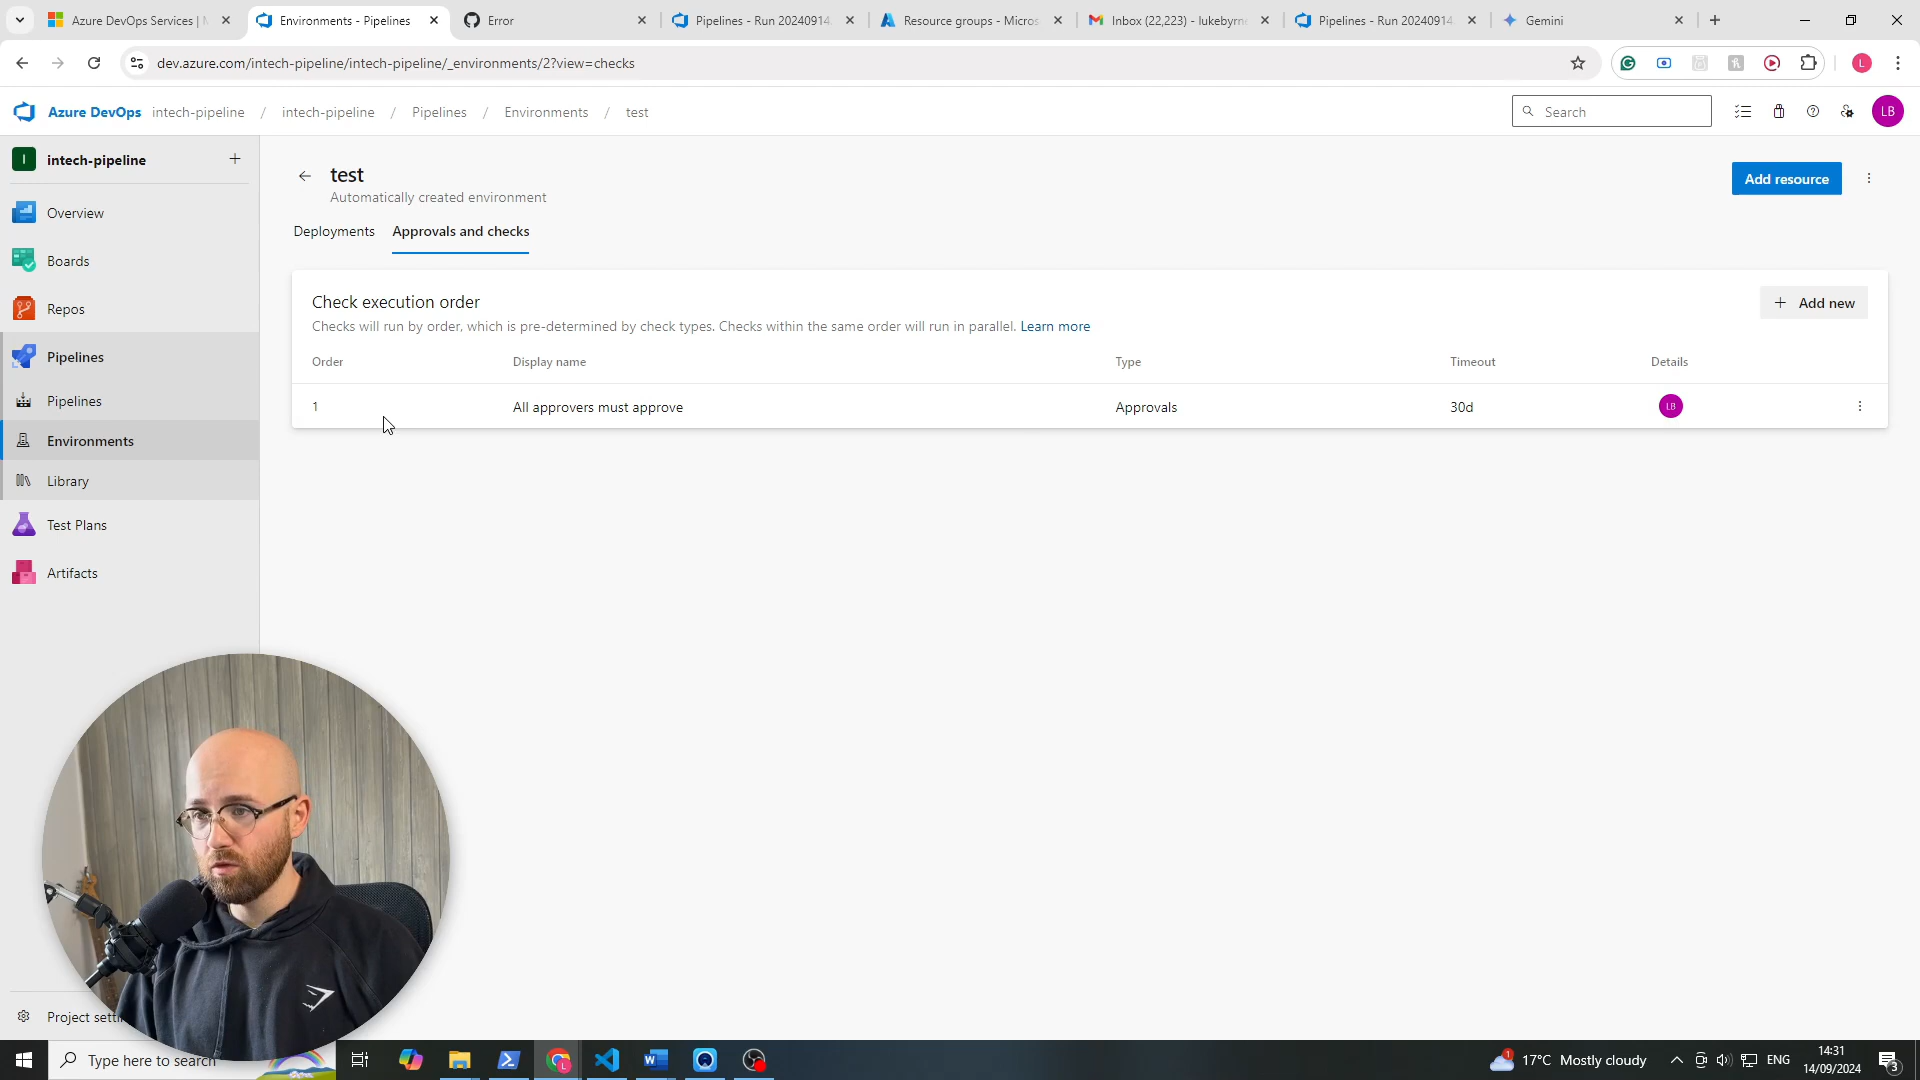 Azure DevOps Services | M
Environments - Pipelines
Error
Pipelines - Run 20240914
Resource groups - Micros
Inbox (22,223) - lukebyrne
Pipelines - Run 20240914
Gemini
dev.azure.com/intech-pipeline/intech-pipeline/_environments/2?view=checks
L
Azure DevOps intech-pipeline / intech-pipeline / Pipelines / Environments / test
Search
LB
I intech-pipeline
Overview
Boards
Repos
Pipelines
Pipelines
Environments
Library
Test Plans
Artifacts
Project setti
test
Automatically created environment
Add resource
Deployments Approvals and checks
Check execution order
Add new
Checks will run by order, which is pre-determined by check types. Checks within the same order will run in parallel. Learn more
Order Display name Type Timeout Details
1 All approvers must approve Approvals 30d LB
Type here to search
L
1
17°C Mostly cloudy
ENG
14:31
14/09/2024
3